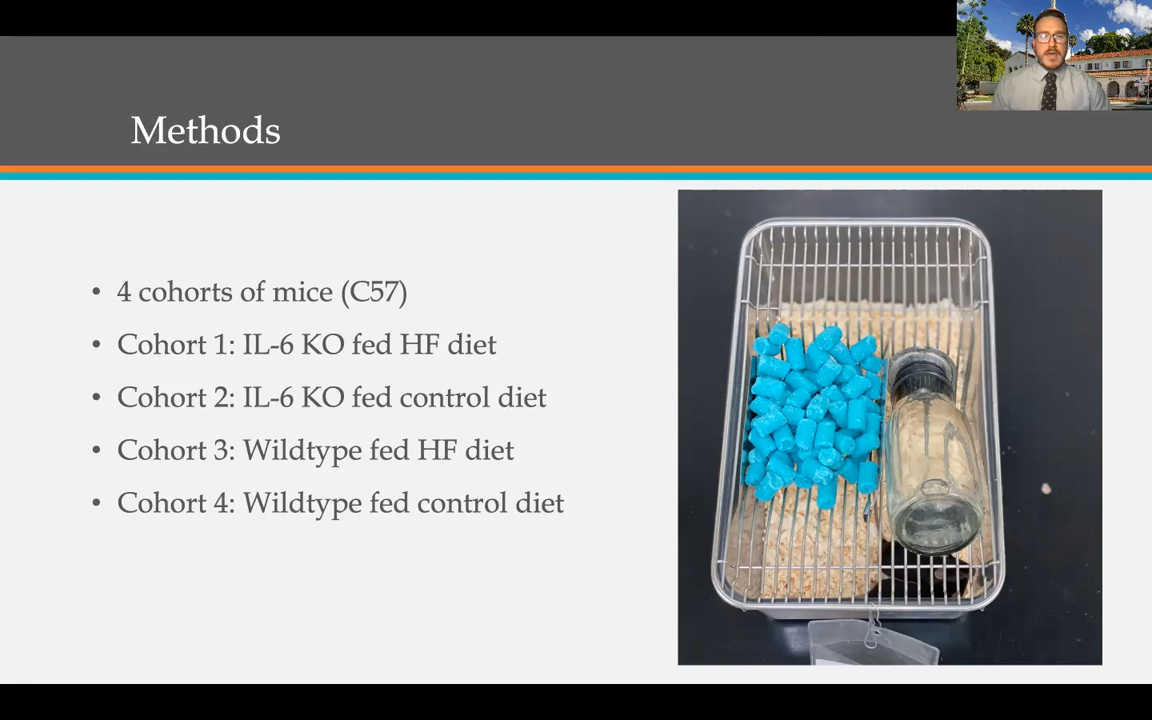 Methods
• 4 cohorts of mice (C57)
• Cohort 1: IL-6 KO fed HF diet
• Cohort 2: IL-6 KO fed control diet
• Cohort 3: Wildtype fed HF diet
• Cohort 4: Wildtype fed control diet